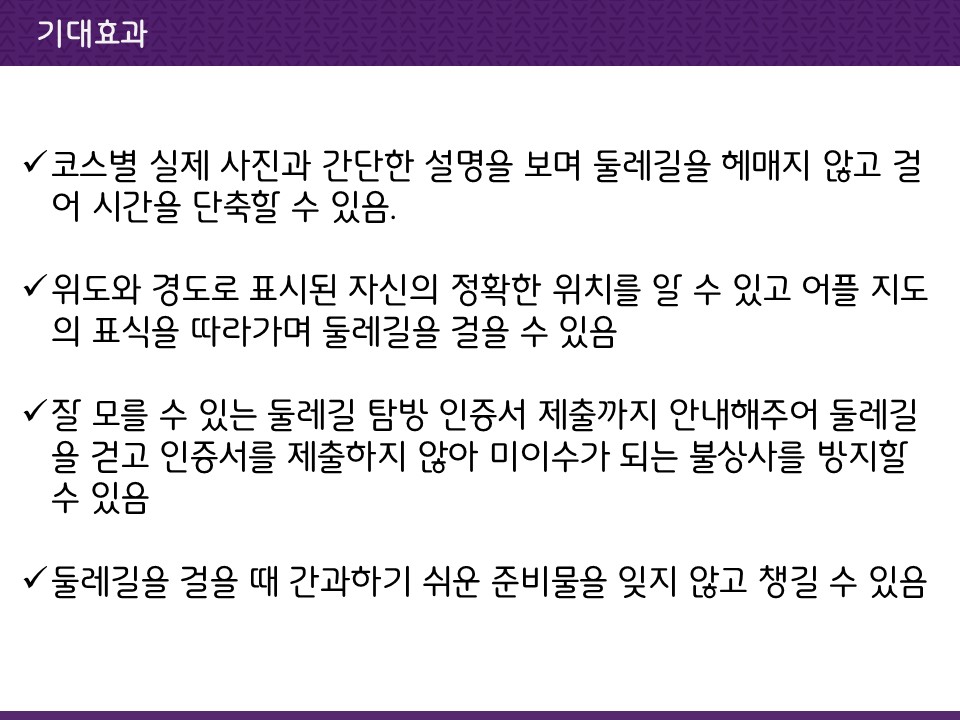 기대효과
✓코스별 실제 사진과 간단한 설명을 보며 둘레길을 헤매지 않고 걸
어 시간을 단축할 수 있음.
✓위도와 경도로 표시된 자신의 정확한 위치를 알 수 있고 어플 지도
의 표식을 따라가며 둘레길을 걸을 수 있음
✓잘 모를 수 있는 둘레길 탐방 인증서 제출까지 안내해주어 둘레길
을 걷고 인증서를 제출하지 않아 미이수가 되는 불상사를 방지할
수 있음
✓둘레길을 걸을 때 간과하기 쉬운 준비물을 잊지 않고 챙길 수 있음